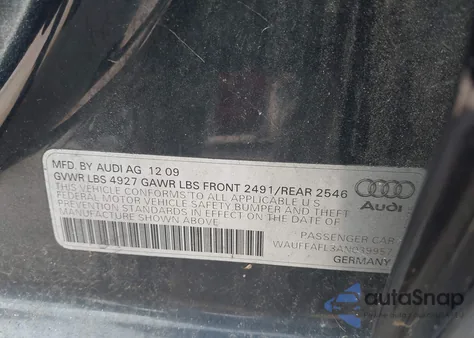 MFD. BY AUDI AG 12 09
GVWR LBS 4927 GAWR LBS FRONT 2491/REAR 2546
THIS VEHICLE CONFORMS TO ALL APPLICABLE U S
FEDERAL MOTOR VEHICLE SAFETY BUMPER AND THEFT
PREVENTION STANDARDS IN EFFECT ON THE DATE OF
MANUFACTURE SHOWN ABOVE
Audi
PASSENGER CAR
WAUFFAFL3AN039957
GERMANY
autoSnap